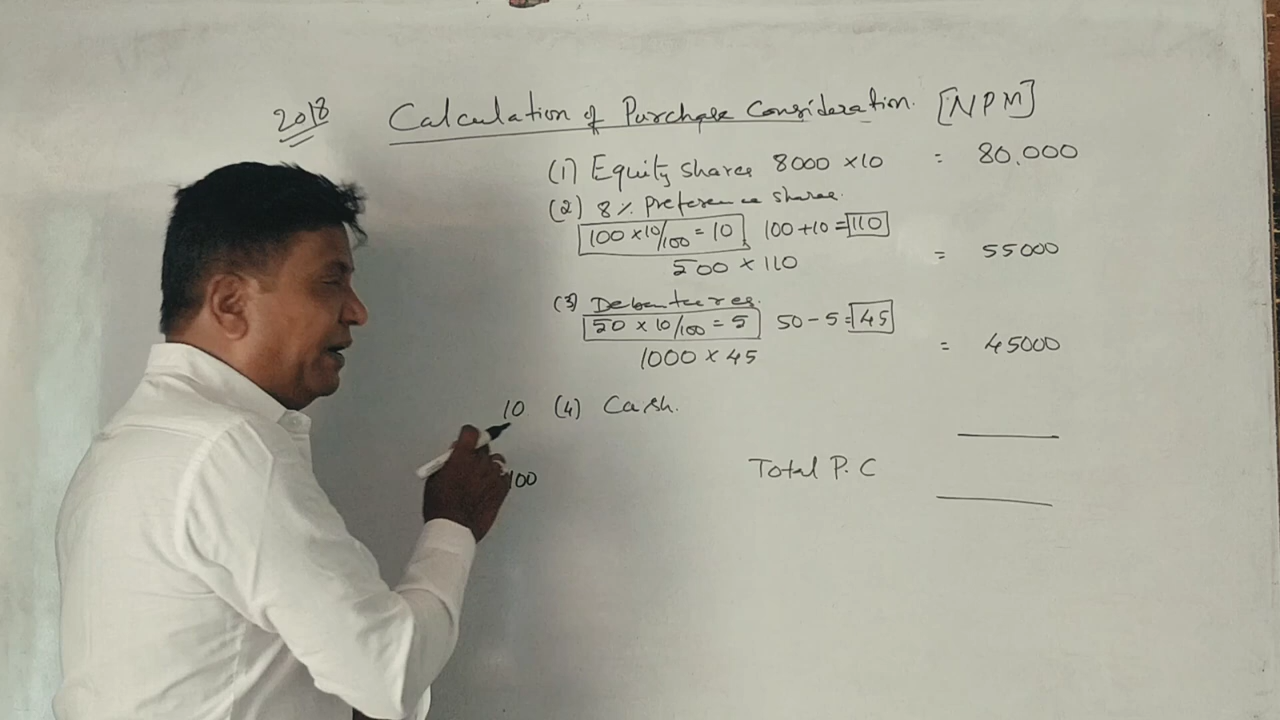 2018
Calculation of Purchase Consideration. [NPM]
(1) Equity shares 8000 × 10 = 80,000
(2) 8% preference shares.
100 × 10/100 = 10 100 + 10 = 110
500 × 110 = 55000
(3) Debentures.
50 × 10/100 = 5 50 - 5 = 45
1000 × 45 = 45000
10 (4) Cash.
Total P.C
100